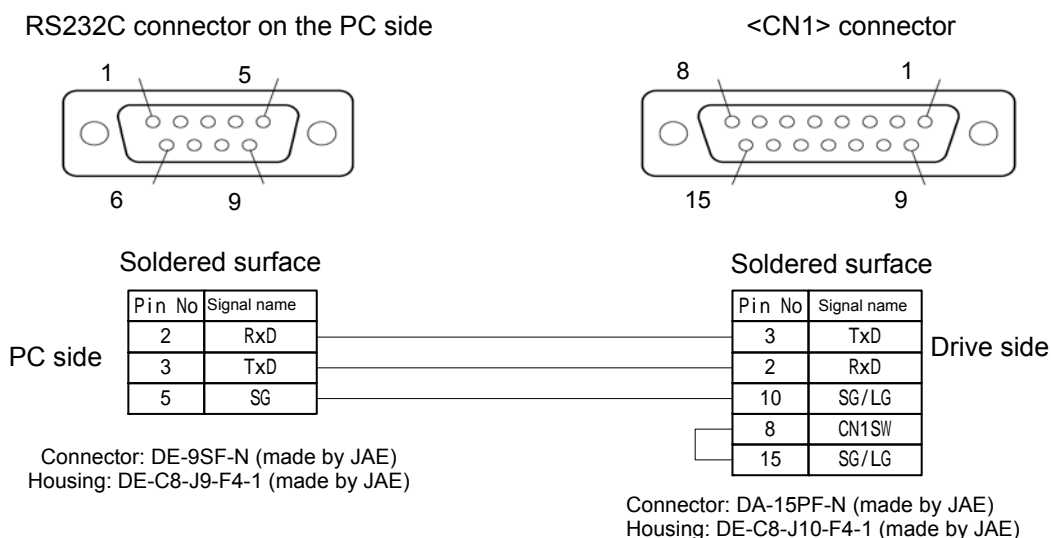 RS232C connector on the PC side
<CN1> connector
1 5
8 1
6 9
15 9
Soldered surface
Soldered surface
Pin No Signal name
2 RxD
3 TxD
5 SG
PC side
Pin No Signal name
3 TxD
2 RxD
10 SG/LG
8 CN1SW
15 SG/LG
Drive side
Connector: DE-9SF-N (made by JAE)
Housing: DE-C8-J9-F4-1 (made by JAE)
Connector: DA-15PF-N (made by JAE)
Housing: DE-C8-J10-F4-1 (made by JAE)